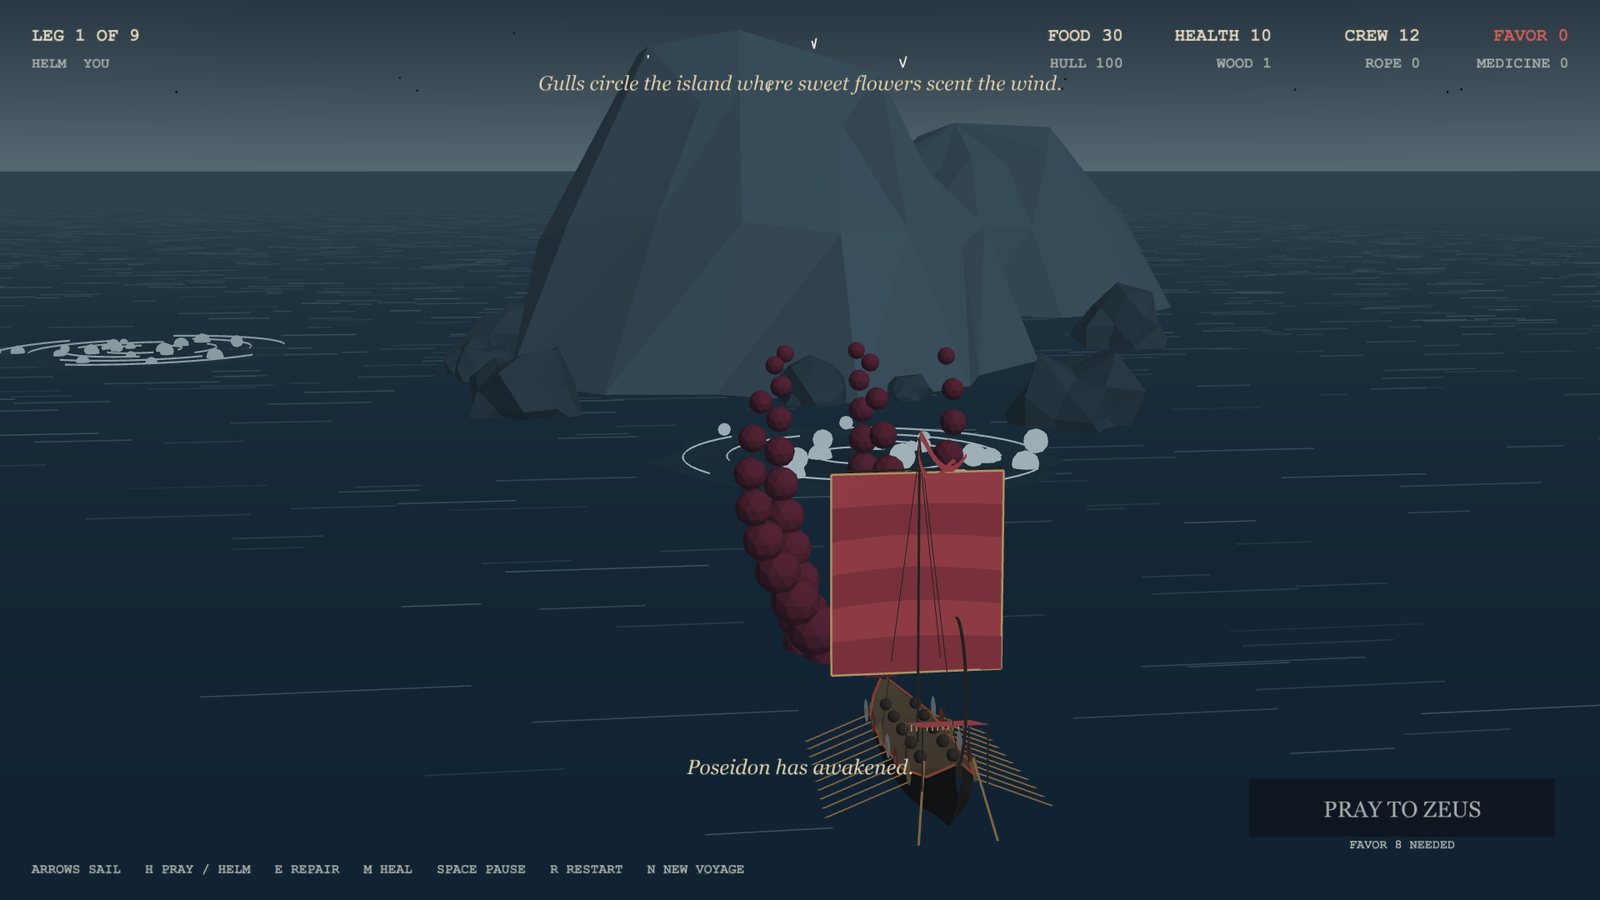 LEG 1 OF 9
HELM YOU
FOOD 30 HEALTH 10 CREW 12 FAVOR 0
HULL 100 WOOD 1 ROPE 0 MEDICINE 0
Gulls circle the island where sweet flowers scent the wind.
Poseidon has awakened.
PRAY TO ZEUS
FAVOR 8 NEEDED
ARROWS SAIL H PRAY / HELM E REPAIR M HEAL SPACE PAUSE R RESTART N NEW VOYAGE